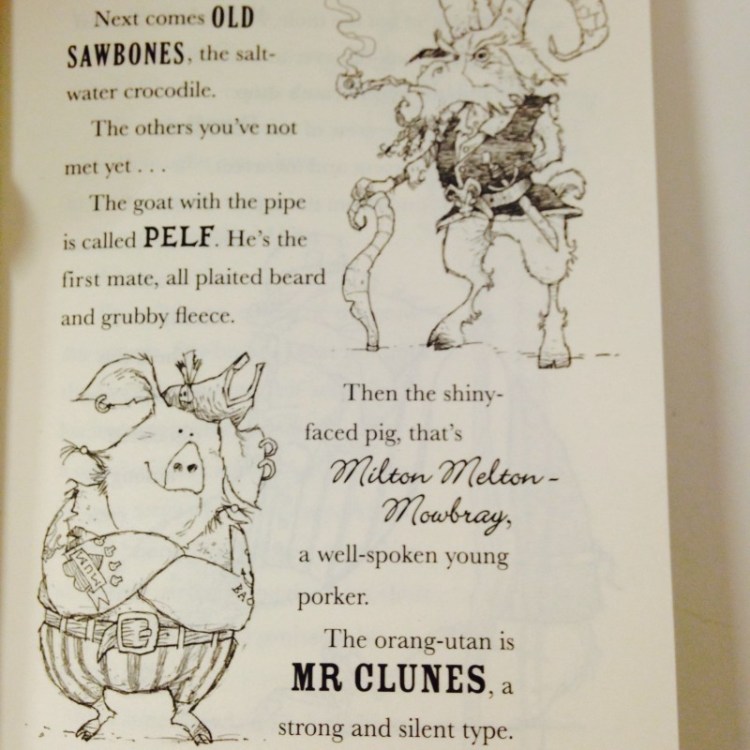 Next comes OLD
SAWBONES, the salt-
water crocodile.
The others you've not
met yet . . .
The goat with the pipe
is called PELF. He's the
first mate, all plaited beard
and grubby fleece.
Then the shiny-
faced pig, that's
Milton Melton-
Mowbray,
a well-spoken young
porker.
The orang-utan is
MR CLUNES, a
strong and silent type.
MUM